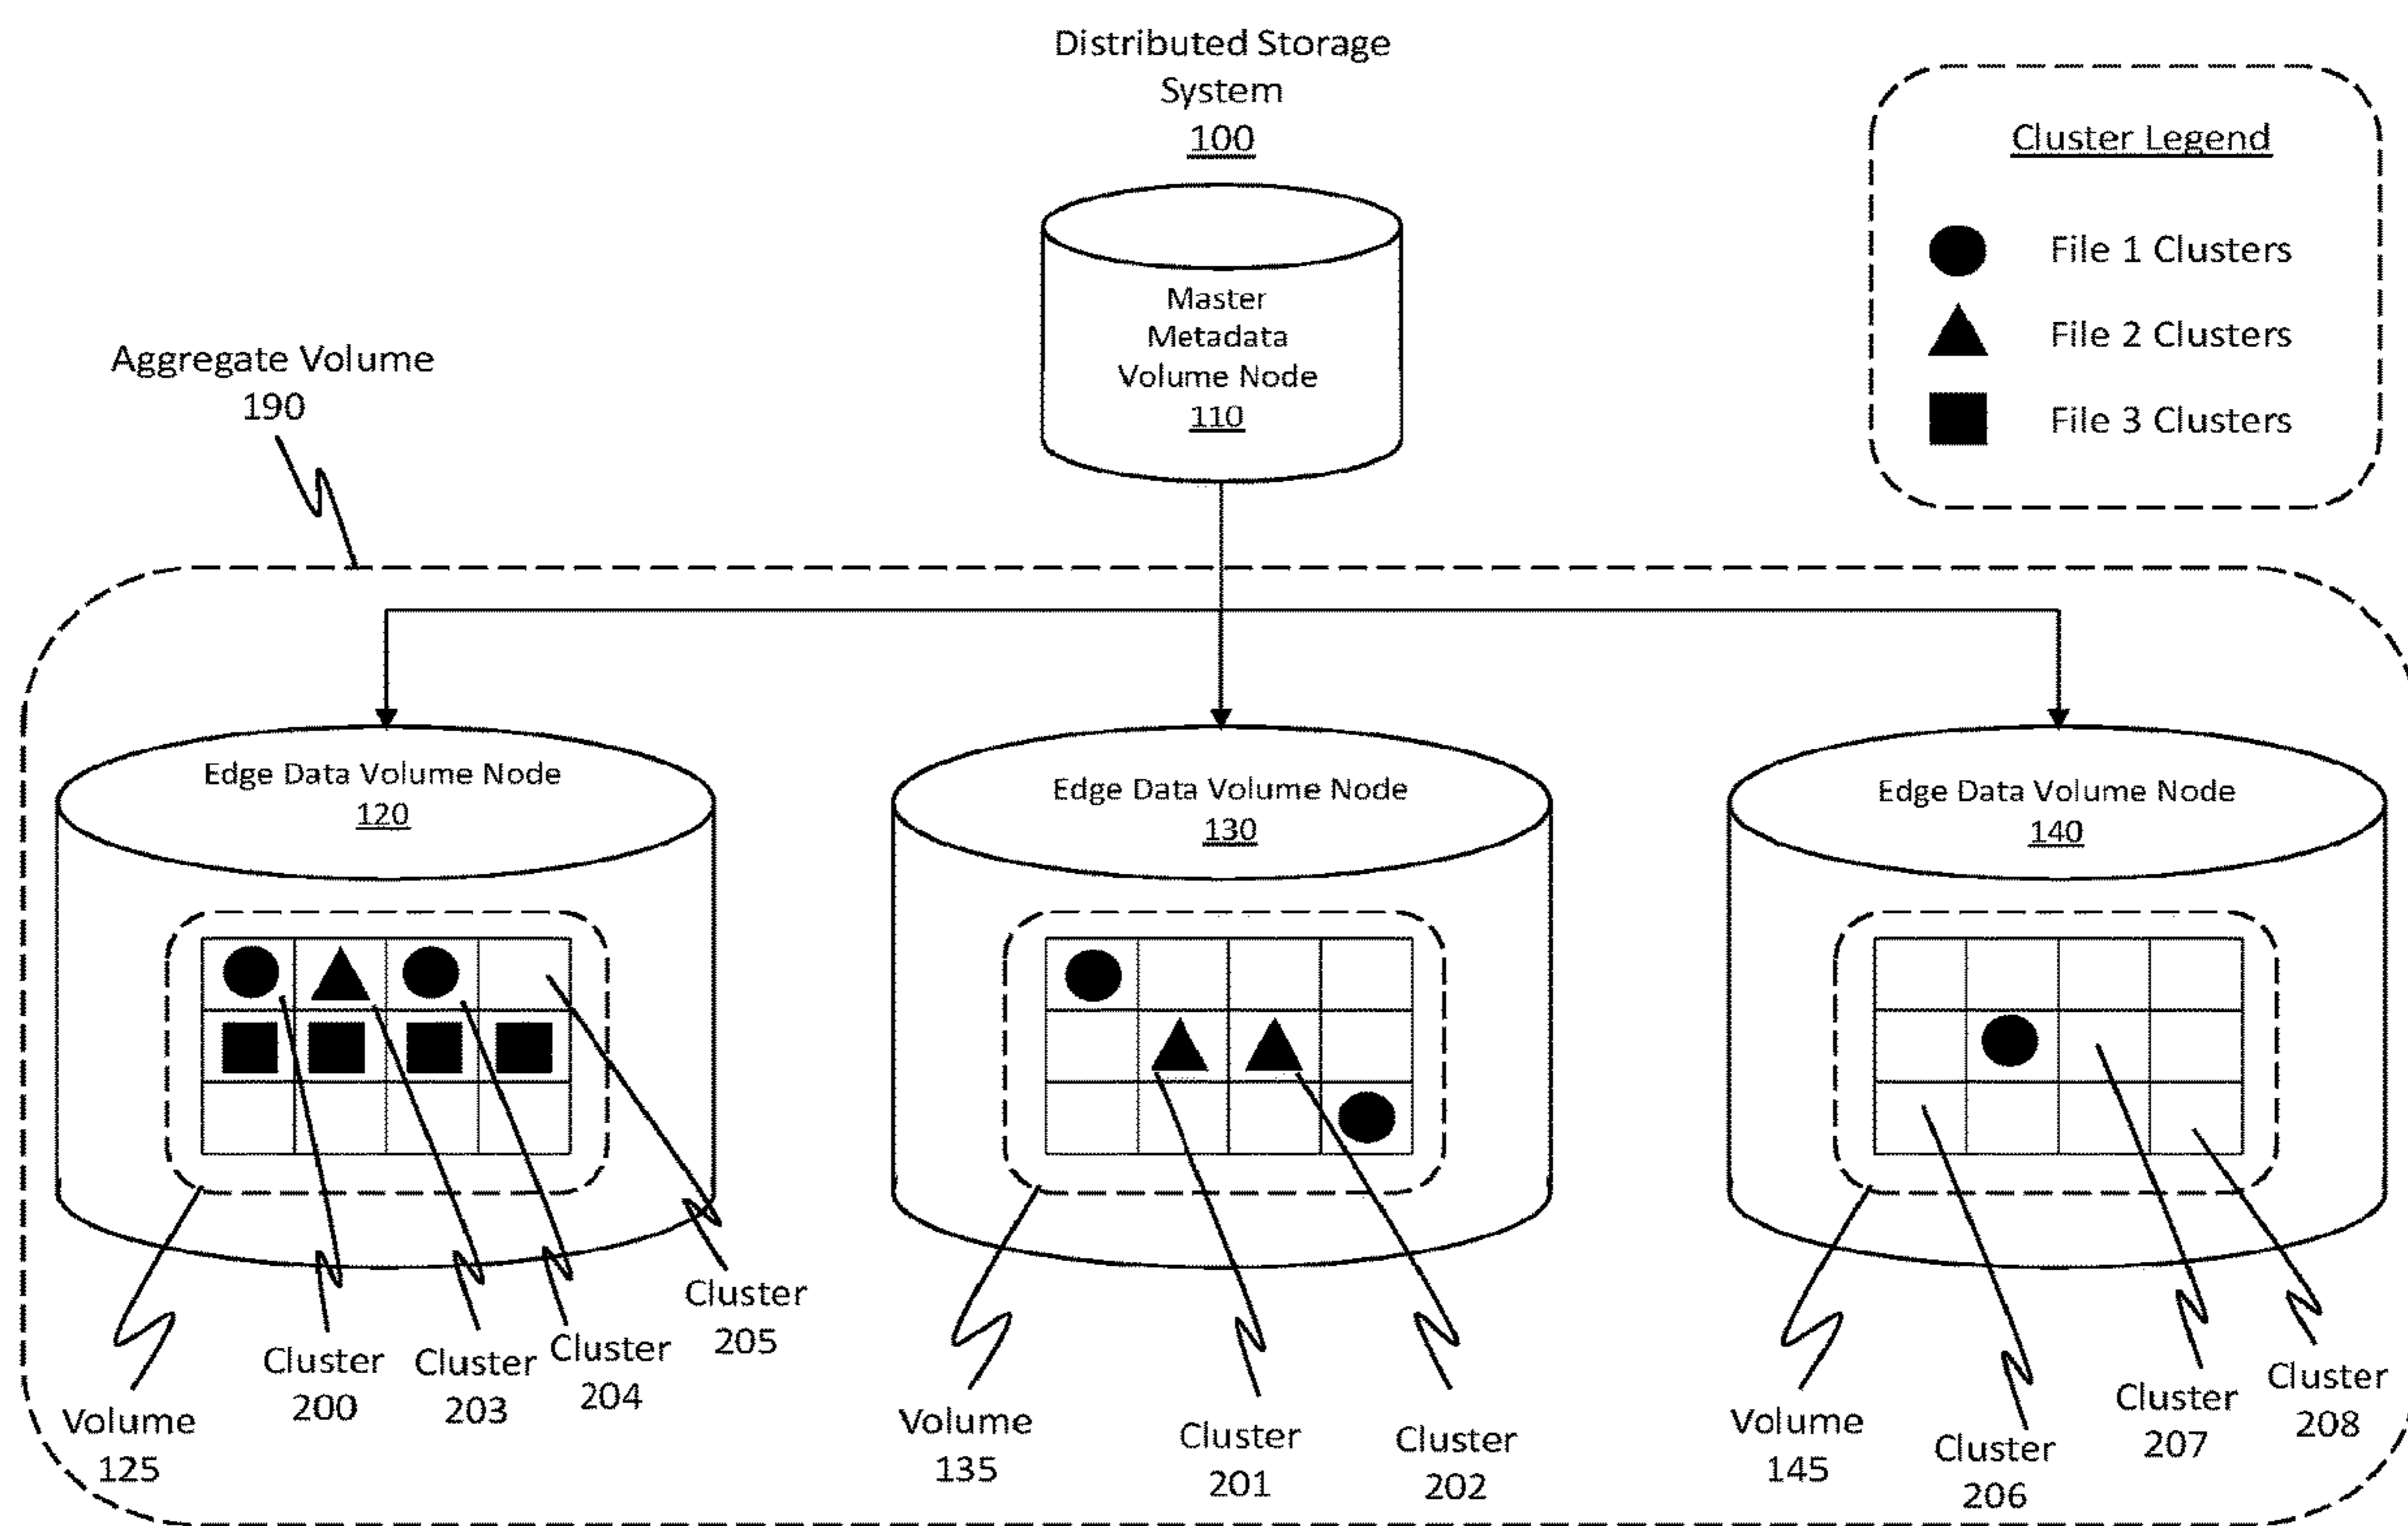 Distributed Storage
System
100
Cluster Legend
File 1 Clusters
File 2 Clusters
File 3 Clusters
Master
Metadata
Volume Node
110
Aggregate Volume
190
Edge Data Volume Node
120
Edge Data Volume Node
130
Edge Data Volume Node
140
Volume
125
Cluster
200
Cluster
203
Cluster
204
Cluster
205
Volume
135
Cluster
201
Cluster
202
Volume
145
Cluster
206
Cluster
207
Cluster
208